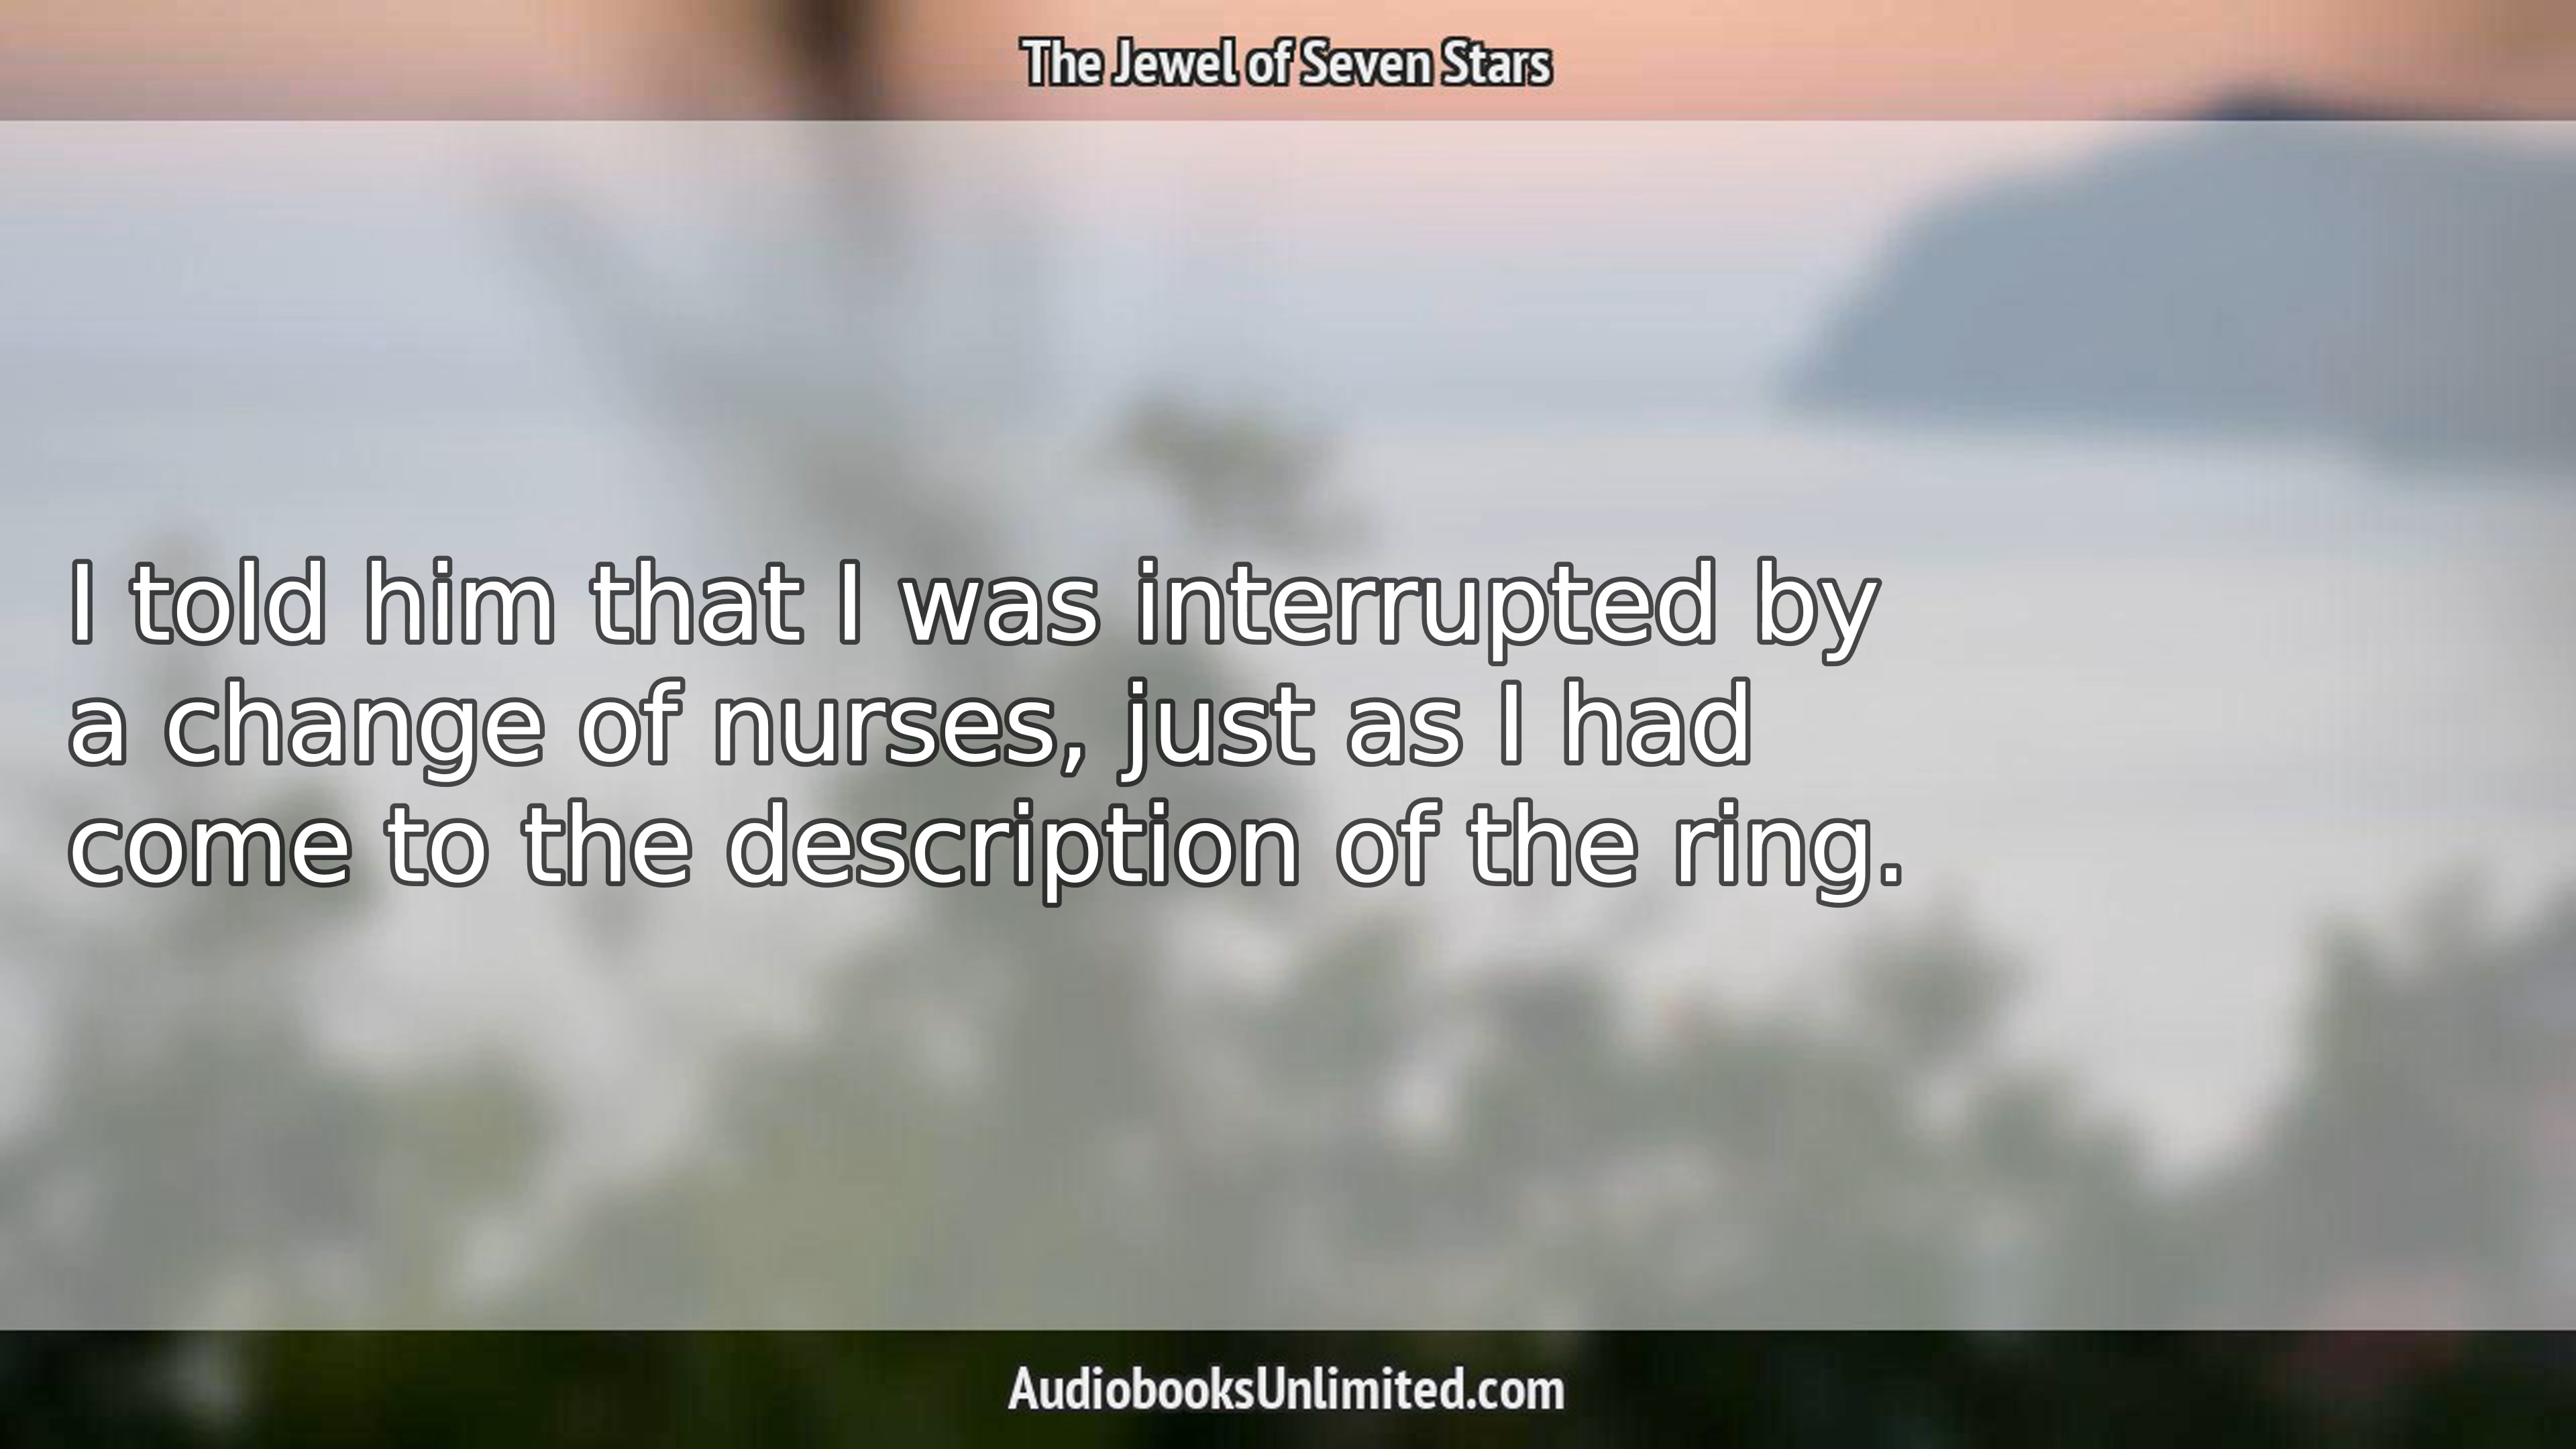 The Jewel of Seven Stars
I told him that I was interrupted by
a change of nurses, just as I had
come to the description of the ring.
AudiobooksUnlimited.com